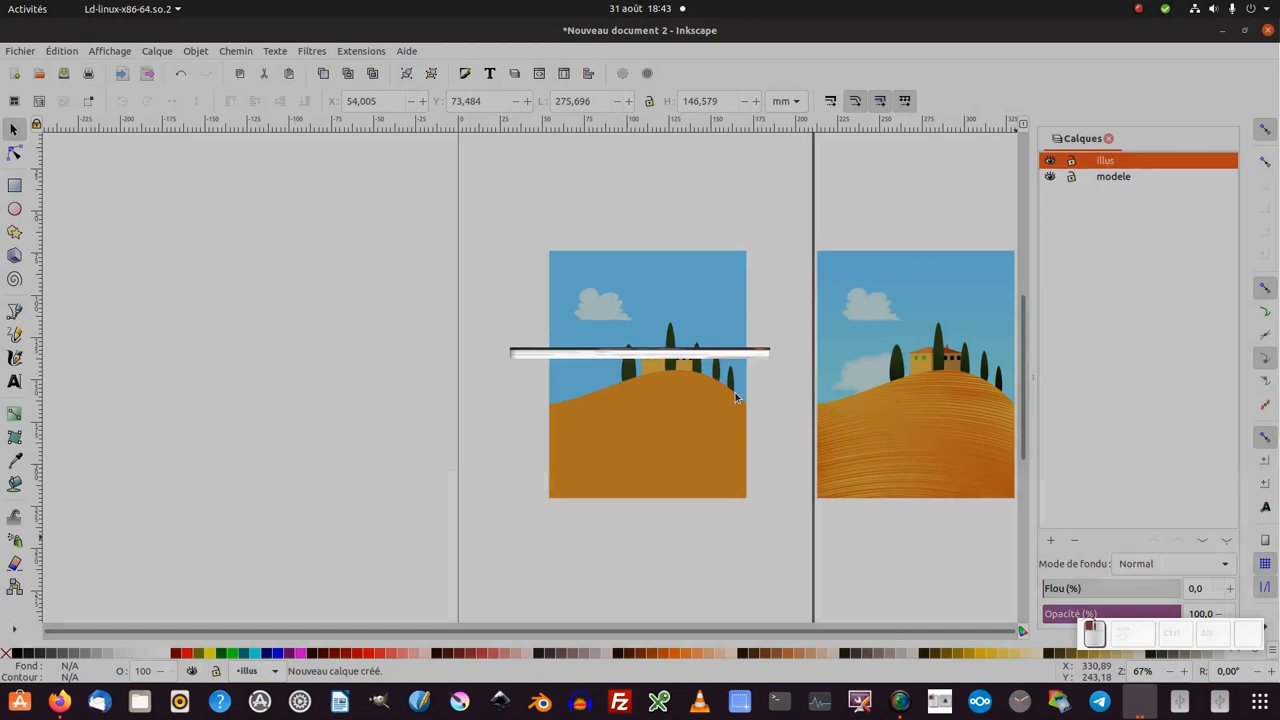 Activités
Ld-linux-x86-64.so.2
31 août 18:43
*Nouveau document 2 - Inkscape
Fichier Édition Affichage Calque Objet Chemin Texte Filtres Extensions Aide
X: 54,005 Y: 73,484 L: 275,696 H: 146,579 mm
Calques
illus
modele
Mode de fondu : Normal
Flou (%) 0,0
Opacité (%) 100,0
Ctrl Alt
Fond : N/A
Contour : N/A
O: 100
•illus
Nouveau calque créé.
X: 330,89
Y: 243,18
Z: 67%
R: 0,00°